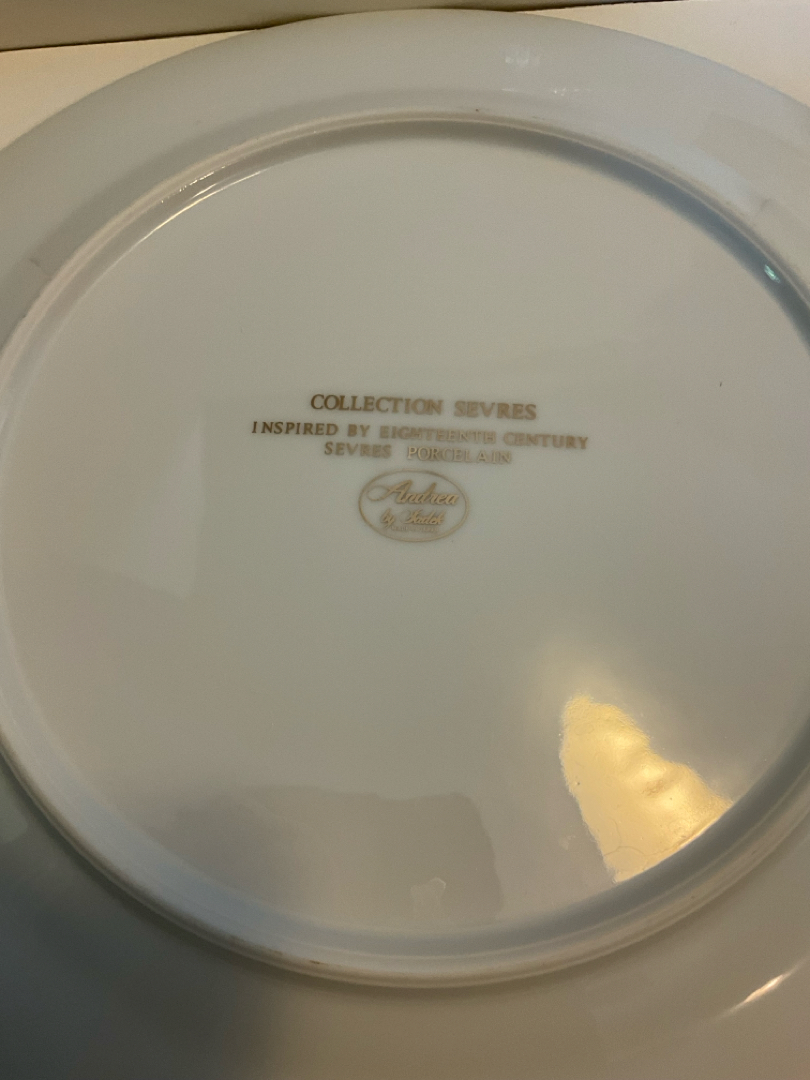 COLLECTION SEVRES
INSPIRED BY EIGHTEENTH CENTURY
SEVRES PORCELAIN
Andrea
by Sadek